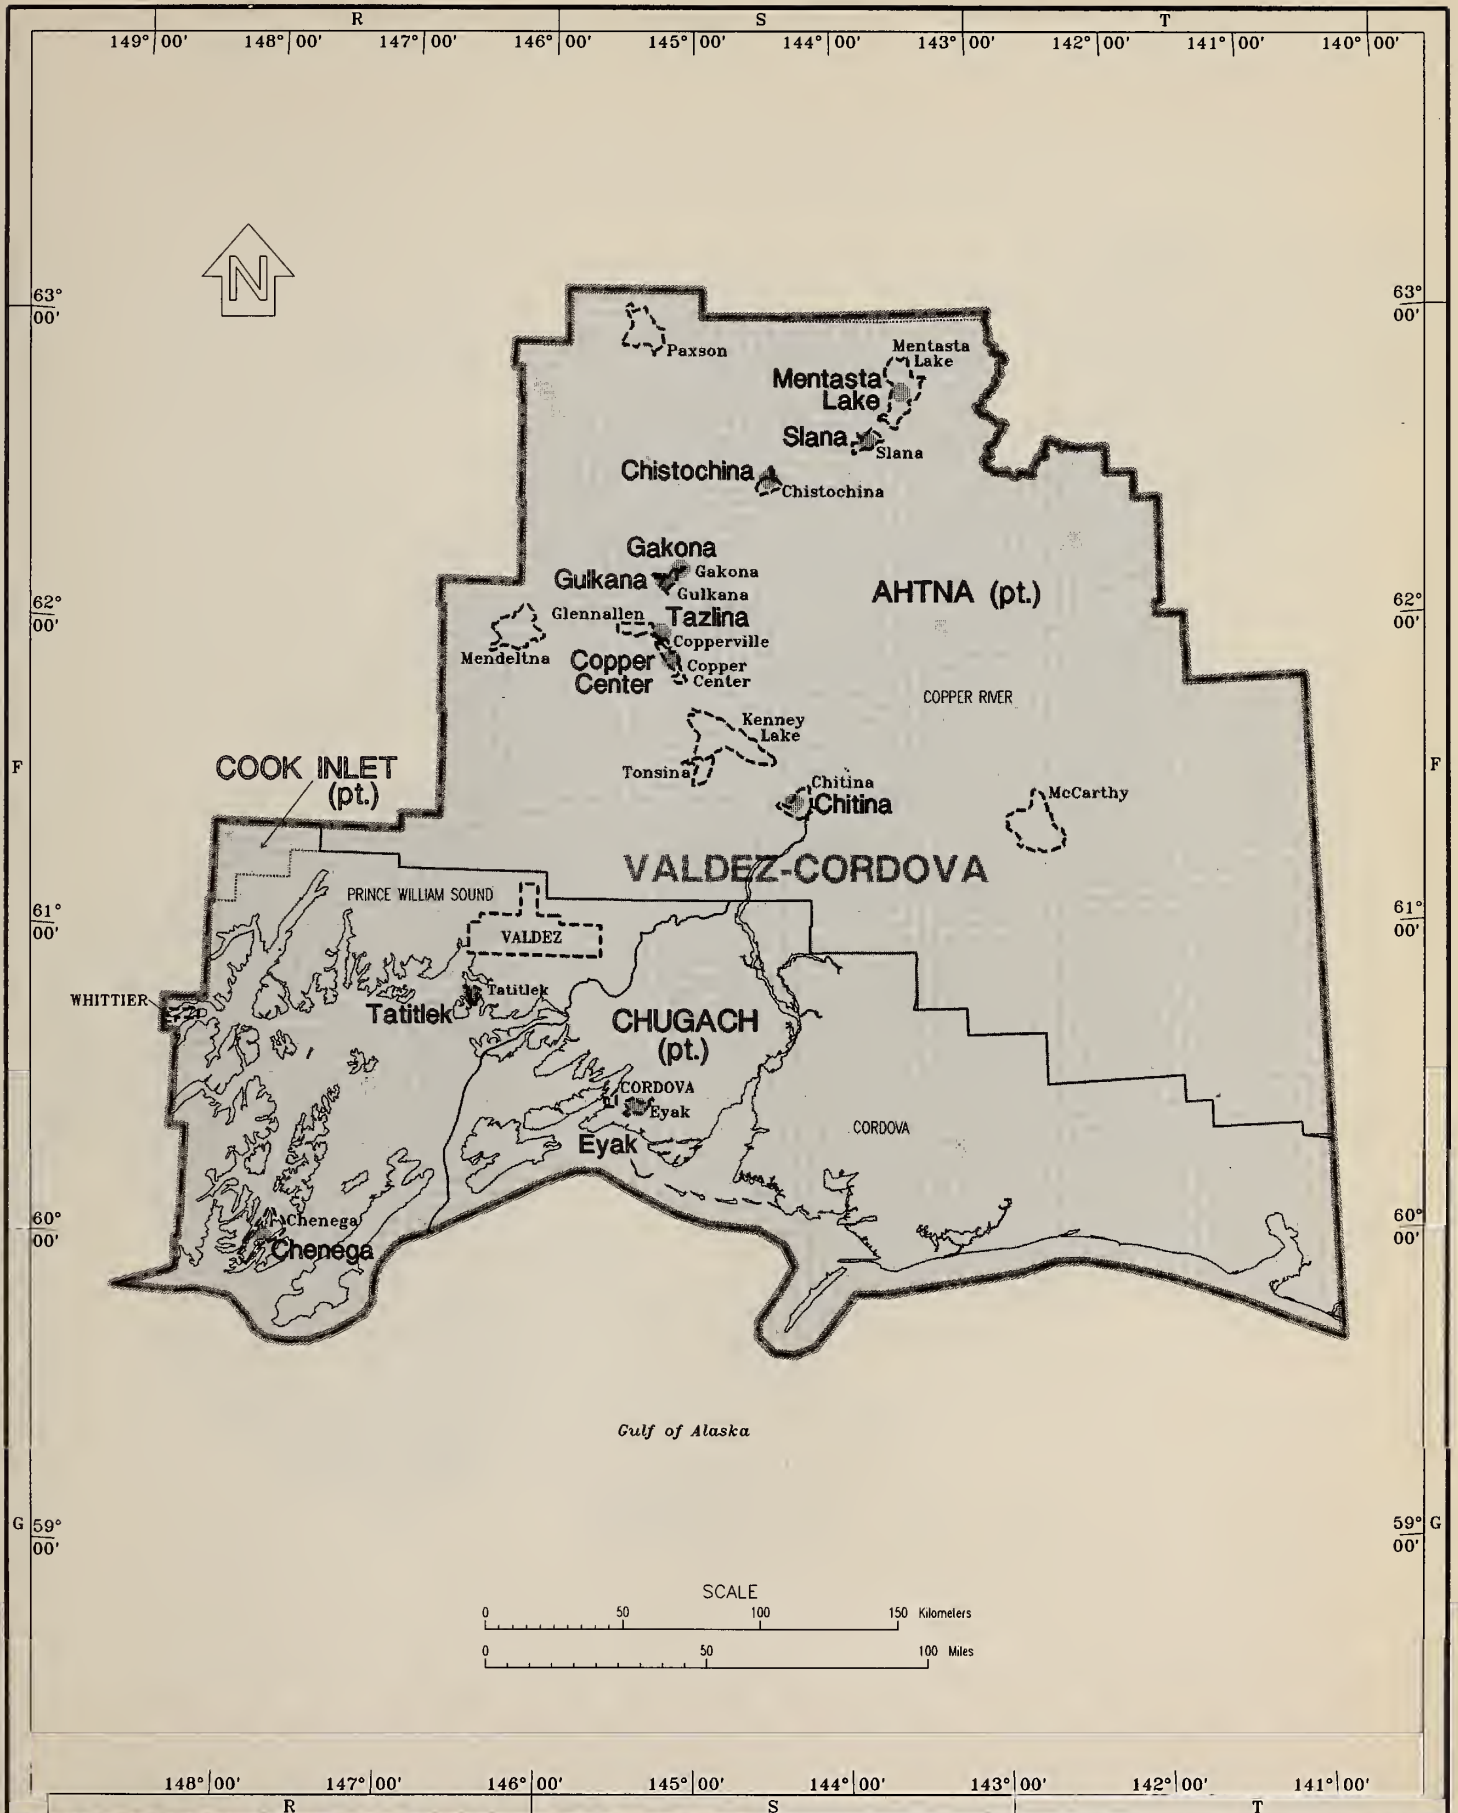 R S T
149° 00' 148° 00' 147° 00' 146° 00' 145° 00' 144° 00' 143° 00' 142° 00' 141° 00' 140° 00'
N
63°
00'
63°
00'
Paxson
Mentasta
Lake
Mentasta
Lake
Slana
Slana
Chistochina
Chistochina
Gakona
Gakona
Gulkana
Gulkana
AHTNA (pt.)
62°
00'
62°
00'
Glennallen
Tazlina
Copperville
Mendeltna
Copper
Center
Copper
Center
COPPER RIVER
Kenney
Lake
Tonsina
COOK INLET
(pt.)
F
F
Chitina
Chitina
McCarthy
VALDEZ-CORDOVA
PRINCE WILLIAM SOUND
61°
00'
61°
00'
VALDEZ
WHITTIER
Tatitlek
Tatitlek
CHUGACH
(pt.)
CORDOVA
Eyak
Eyak
CORDOVA
60°
00'
60°
00'
Chenega
Chenega
Gulf of Alaska
G
59°
00'
59°
00'
G
SCALE
0 50 100 150 Kilometers
0 50 100 Miles
148° 00' 147° 00' 146° 00' 145° 00' 144° 00' 143° 00' 142° 00' 141° 00'
R S T